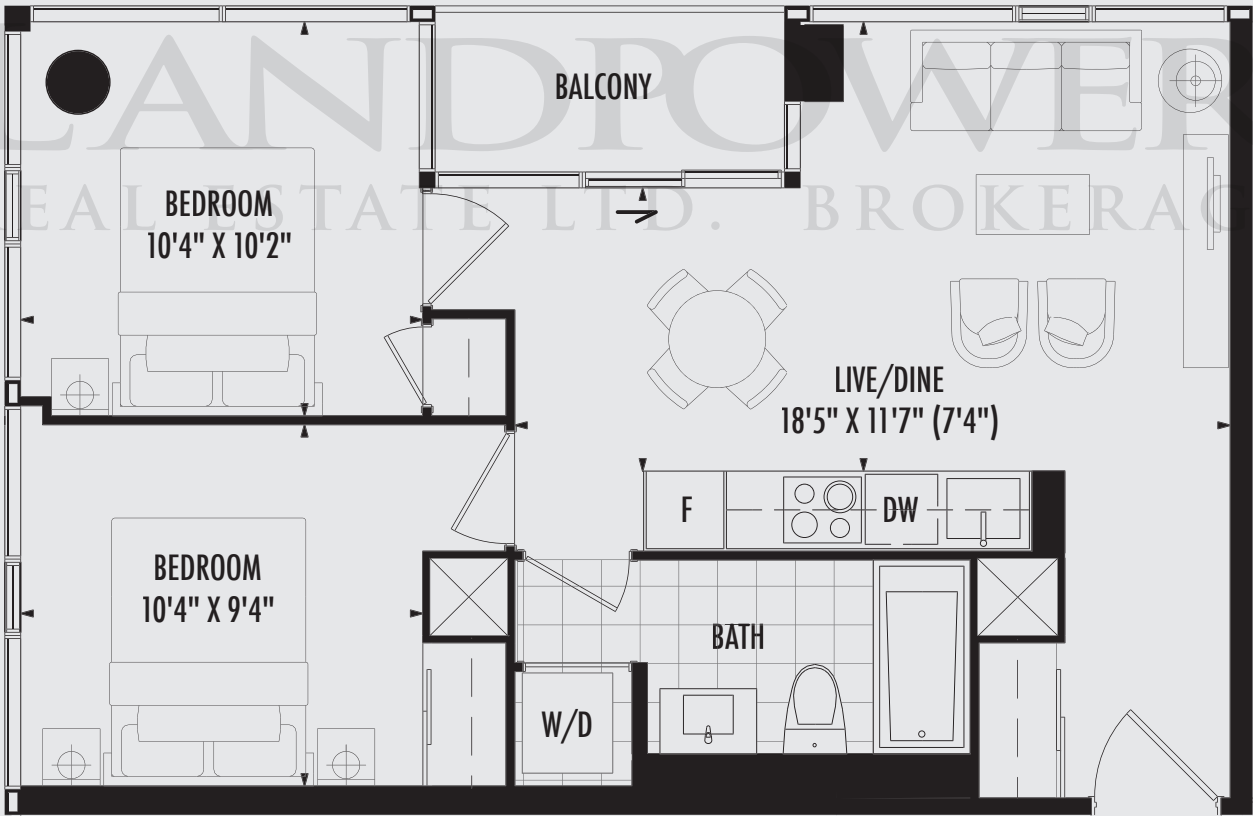 LANDPOWER
REAL ESTATE LTD. BROKERAG
BALCONY
BEDROOM
10'4" X 10'2"
LIVE/DINE
18'5" X 11'7" (7'4")
F
DW
BEDROOM
10'4" X 9'4"
BATH
W/D